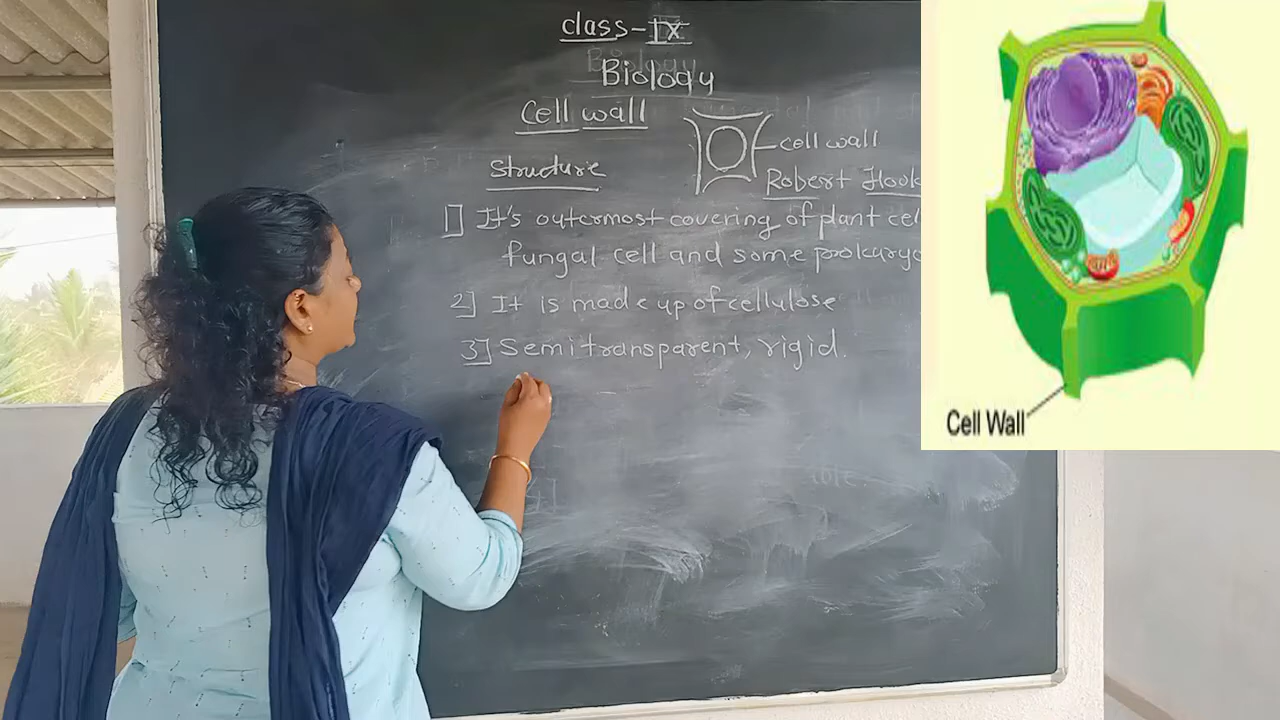 class-IX
Biology
Cell wall
structure
cell wall
Robert Hook
1] It's outermost covering of plant cel
fungal cell and some prokaryo
2] It is made up of cellulose
3] Semitransparent, rigid.
Cell Wall